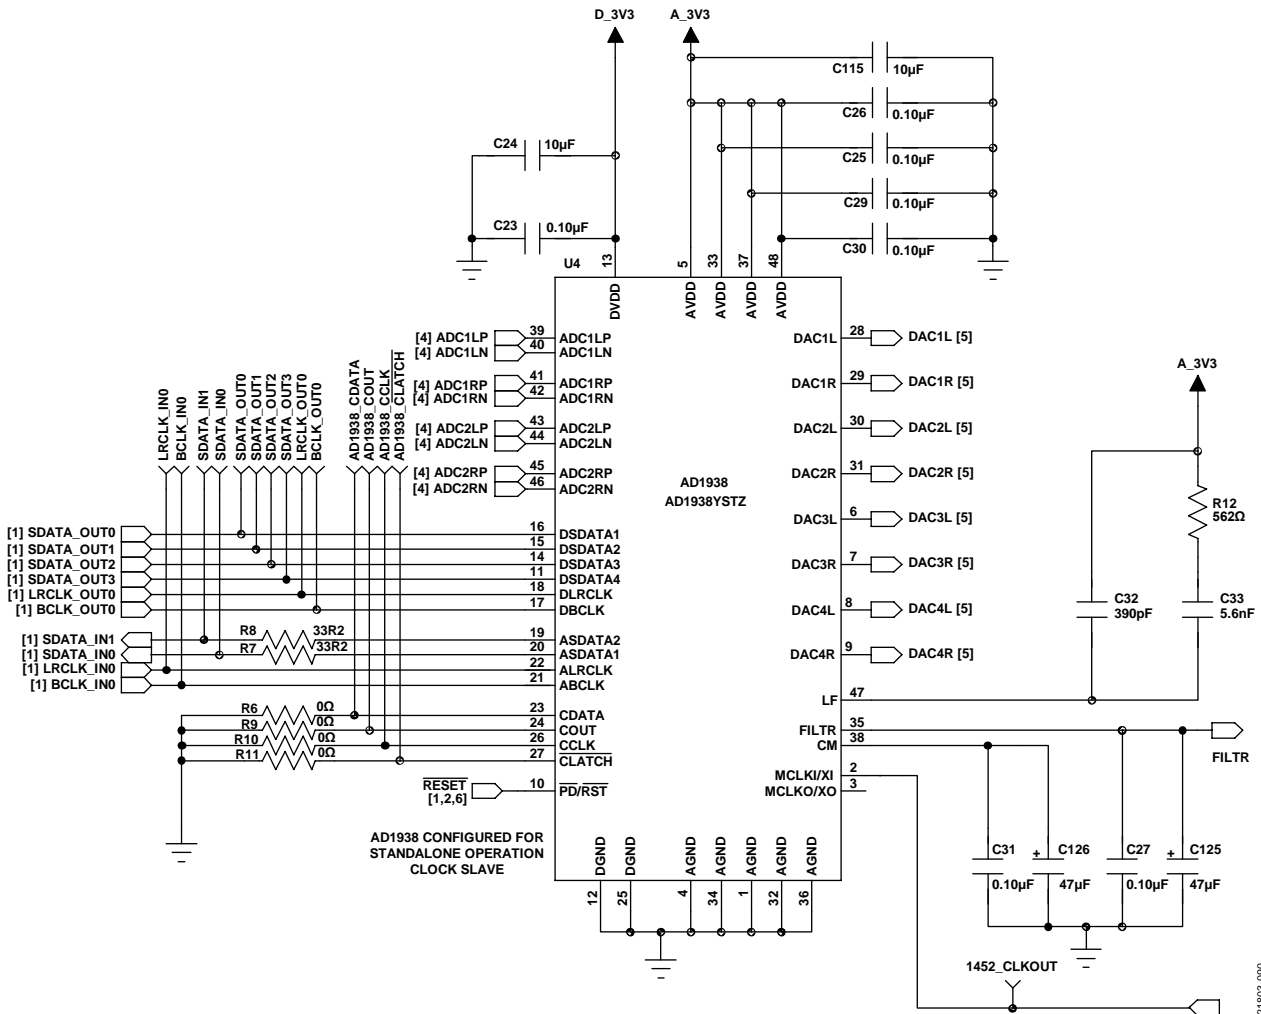 D_3V3
A_3V3
C115
10µF
C26
0.10µF
C24
10µF
C25
0.10µF
C29
0.10µF
C23
0.10µF
C30
0.10µF
U4
13
5
33
37
48
DVDD
AVDD
AVDD
AVDD
AVDD
[4] ADC1LP
39
ADC1LP
[4] ADC1LN
40
ADC1LN
[4] ADC1RP
41
ADC1RP
[4] ADC1RN
42
ADC1RN
[4] ADC2LP
43
ADC2LP
[4] ADC2LN
44
ADC2LN
[4] ADC2RP
45
ADC2RP
[4] ADC2RN
46
ADC2RN
DAC1L
28
DAC1L [5]
DAC1R
29
DAC1R [5]
DAC2L
30
DAC2L [5]
DAC2R
31
DAC2R [5]
DAC3L
6
DAC3L [5]
DAC3R
7
DAC3R [5]
DAC4L
8
DAC4L [5]
DAC4R
9
DAC4R [5]
AD1938
AD1938YSTZ
LRCLK_IN0
BCLK_IN0
SDATA_IN1
SDATA_IN0
SDATA_OUT0
SDATA_OUT1
SDATA_OUT2
SDATA_OUT3
LRCLK_OUT0
BCLK_OUT0
AD1938_CDATA
AD1938_COUT
AD1938_CCLK
AD1938_CLATCH
[1] SDATA_OUT0
16
DSDATA1
[1] SDATA_OUT1
15
DSDATA2
[1] SDATA_OUT2
14
DSDATA3
[1] SDATA_OUT3
11
DSDATA4
[1] LRCLK_OUT0
18
DLRCLK
[1] BCLK_OUT0
17
DBCLK
[1] SDATA_IN1
R8
33R2
19
ASDATA2
[1] SDATA_IN0
R7
33R2
20
ASDATA1
[1] LRCLK_IN0
22
ALRCLK
[1] BCLK_IN0
21
ABCLK
R6
0Ω
23
CDATA
R9
0Ω
24
COUT
R10
0Ω
26
CCLK
R11
0Ω
27
CLATCH
RESET
[1,2,6]
10
PD/RST
A_3V3
R12
562Ω
C32
390pF
C33
5.6nF
LF
47
FILTR
35
FILTR
CM
38
MCLKI/XI
2
MCLKO/XO
3
AD1938 CONFIGURED FOR
STANDALONE OPERATION
CLOCK SLAVE
DGND
DGND
AGND
AGND
AGND
AGND
AGND
12
25
4
34
1
32
36
C31
0.10µF
+
C126
47µF
C27
0.10µF
+
C125
47µF
1452_CLKOUT